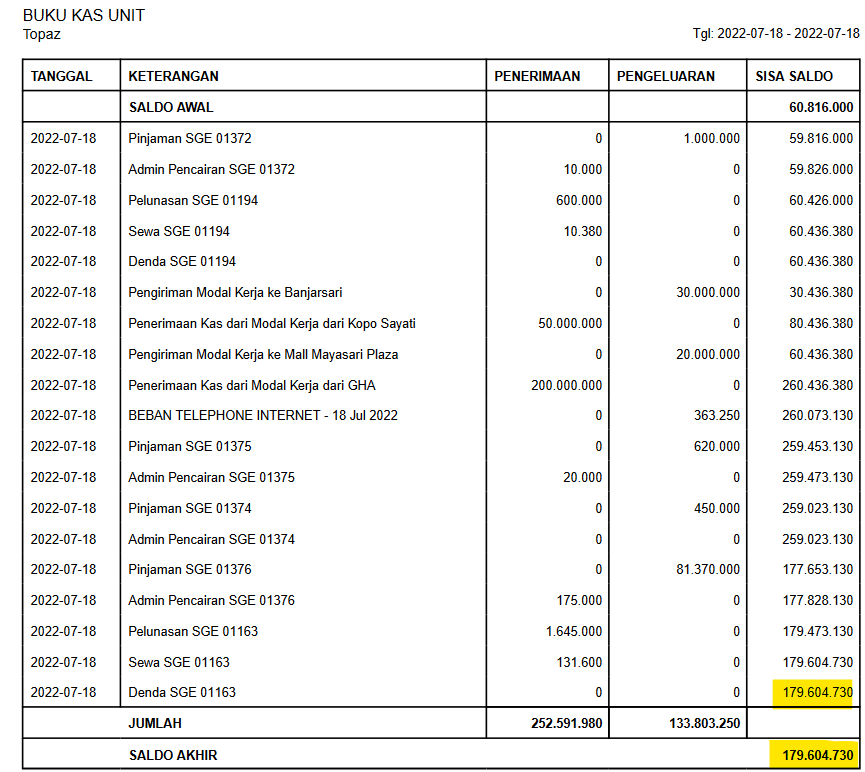 BUKU KAS UNIT
Topaz
Tgl: 2022-07-18 - 2022-07-18
TANGGAL KETERANGAN PENERIMAAN PENGELUARAN SISA SALDO
SALDO AWAL 60.816.000
2022-07-18 Pinjaman SGE 01372 0 1.000.000 59.816.000
2022-07-18 Admin Pencairan SGE 01372 10.000 0 59.826.000
2022-07-18 Pelunasan SGE 01194 600.000 0 60.426.000
2022-07-18 Sewa SGE 01194 10.380 0 60.436.380
2022-07-18 Denda SGE 01194 0 0 60.436.380
2022-07-18 Pengiriman Modal Kerja ke Banjarsari 0 30.000.000 30.436.380
2022-07-18 Penerimaan Kas dari Modal Kerja dari Kopo Sayati 50.000.000 0 80.436.380
2022-07-18 Pengiriman Modal Kerja ke Mall Mayasari Plaza 0 20.000.000 60.436.380
2022-07-18 Penerimaan Kas dari Modal Kerja dari GHA 200.000.000 0 260.436.380
2022-07-18 BEBAN TELEPHONE INTERNET - 18 Jul 2022 0 363.250 260.073.130
2022-07-18 Pinjaman SGE 01375 0 620.000 259.453.130
2022-07-18 Admin Pencairan SGE 01375 20.000 0 259.473.130
2022-07-18 Pinjaman SGE 01374 0 450.000 259.023.130
2022-07-18 Admin Pencairan SGE 01374 0 0 259.023.130
2022-07-18 Pinjaman SGE 01376 0 81.370.000 177.653.130
2022-07-18 Admin Pencairan SGE 01376 175.000 0 177.828.130
2022-07-18 Pelunasan SGE 01163 1.645.000 0 179.473.130
2022-07-18 Sewa SGE 01163 131.600 0 179.604.730
2022-07-18 Denda SGE 01163 0 0 179.604.730
JUMLAH 252.591.980 133.803.250
SALDO AKHIR 179.604.730